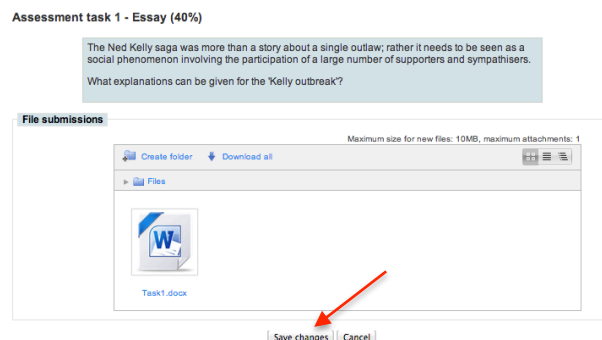 Assessment task 1 - Essay (40%)
The Ned Kelly saga was more than a story about a single outlaw; rather it needs to be seen as a
social phenomenon involving the participation of a large number of supporters and sympathisers.
What explanations can be given for the 'Kelly outbreak'?
File submissions
Maximum size for new files: 10MB, maximum attachments: 1
Create folder Download all
Files
W
Task1.docx
Save changes Cancel